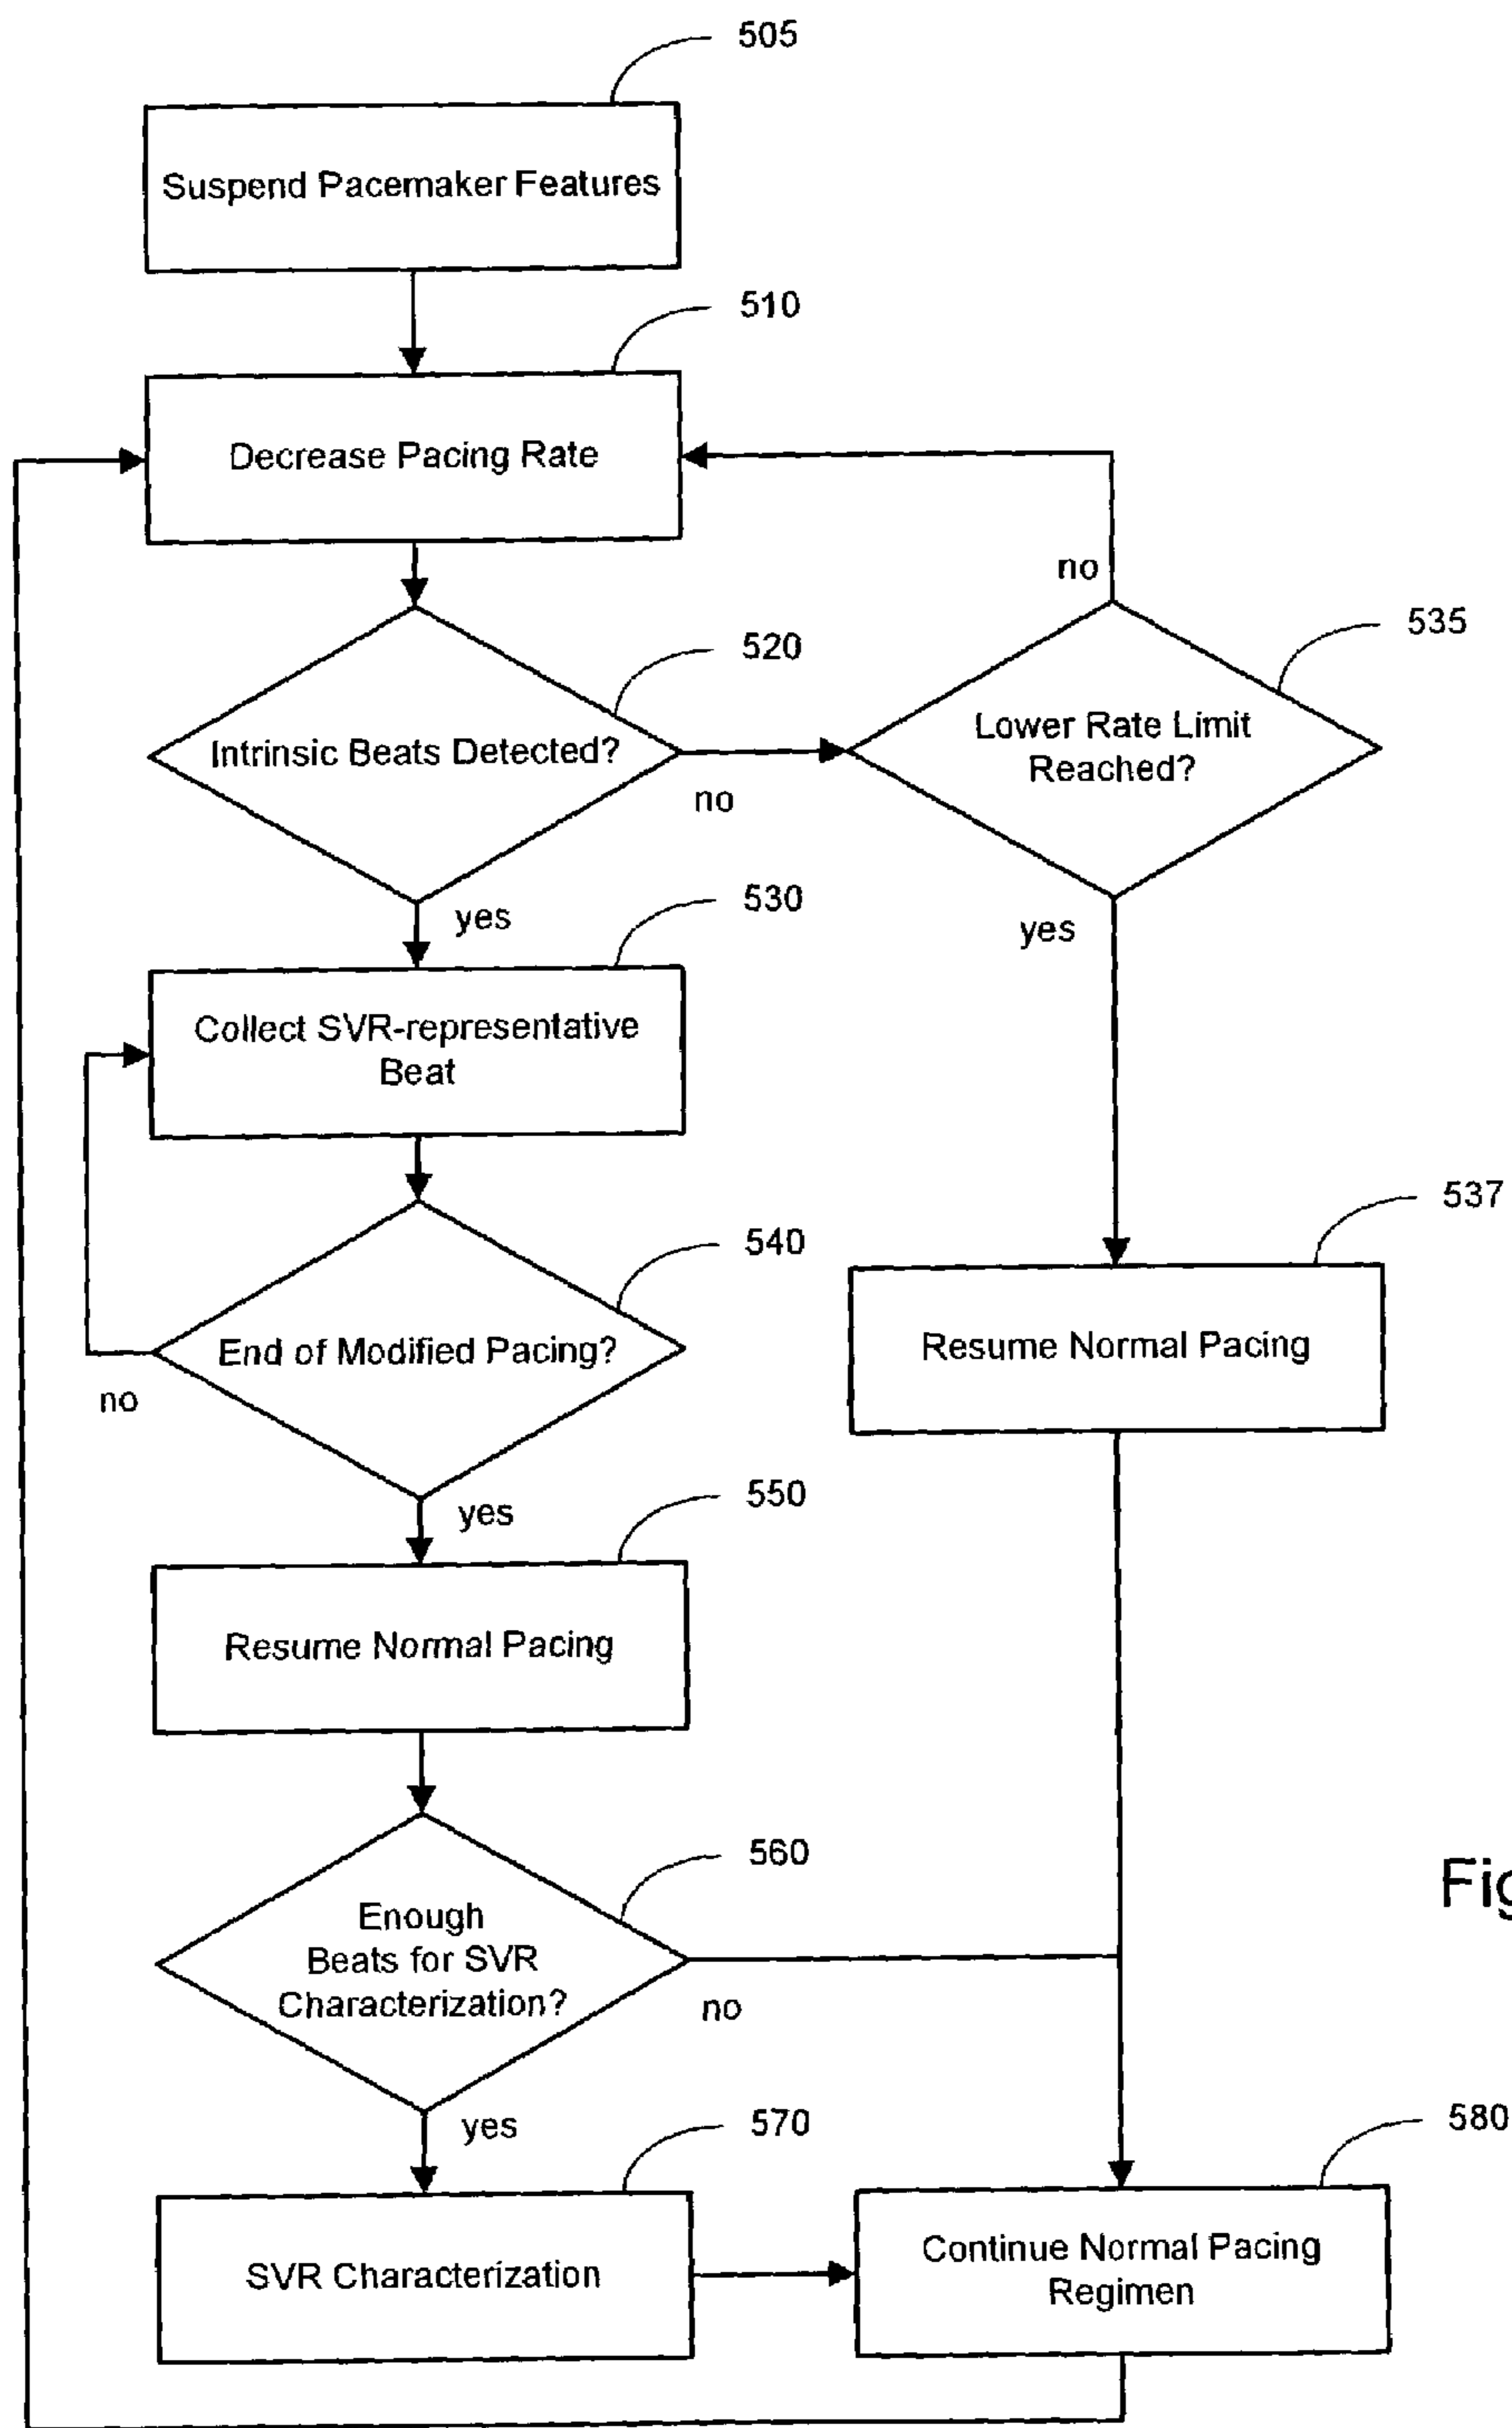 505
Suspend Pacemaker Features
510
Decrease Pacing Rate
no
535
520
Intrinsic Beats Detected?
no
Lower Rate Limit
Reached?
yes
yes
530
Collect SVR-representative
Beat
537
540
End of Modified Pacing?
no
Resume Normal Pacing
yes
550
Resume Normal Pacing
560
Enough
Beats for SVR
Characterization?
no
Fig
yes
570
580
SVR Characterization
Continue Normal Pacing
Regimen